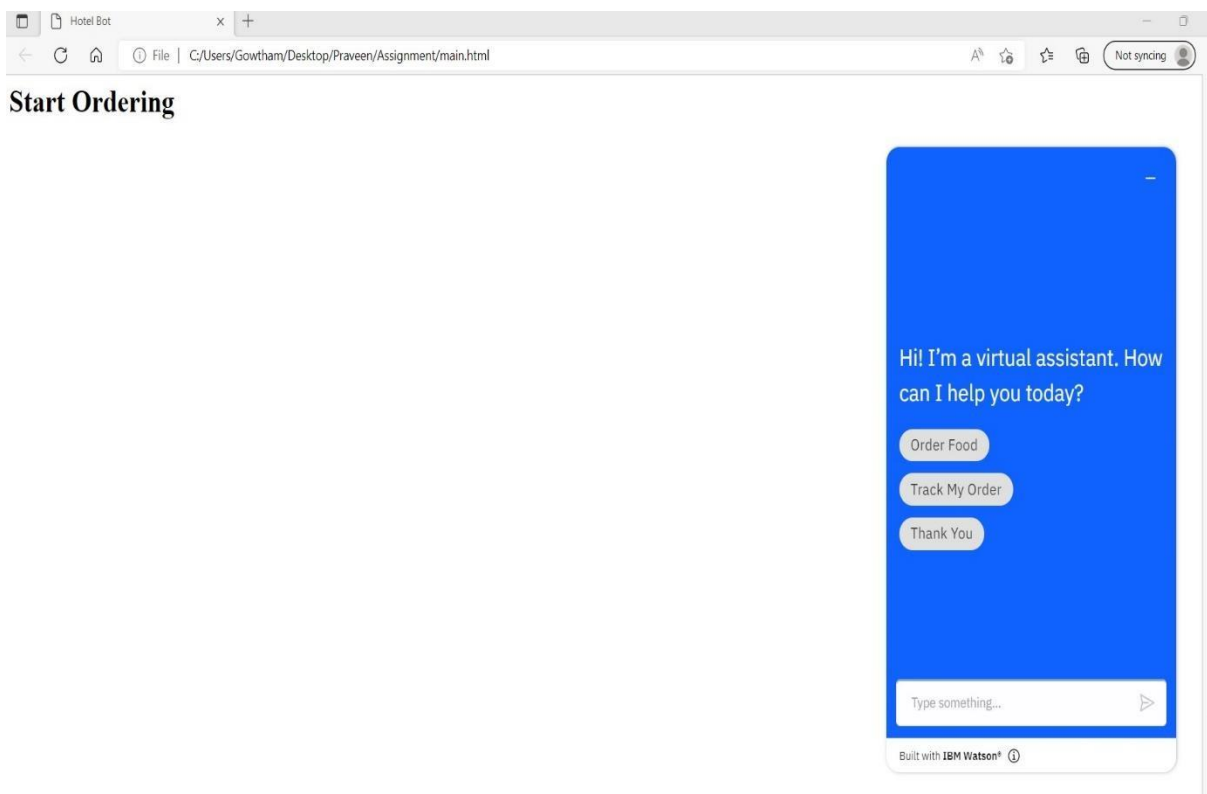 Hotel Bot
File | C:/Users/Gowtham/Desktop/Praveen/Assignment/main.html
Not syncing
Start Ordering
Hi! I'm a virtual assistant. How
can I help you today?
Order Food
Track My Order
Thank You
Type something...
Built with IBM Watson®